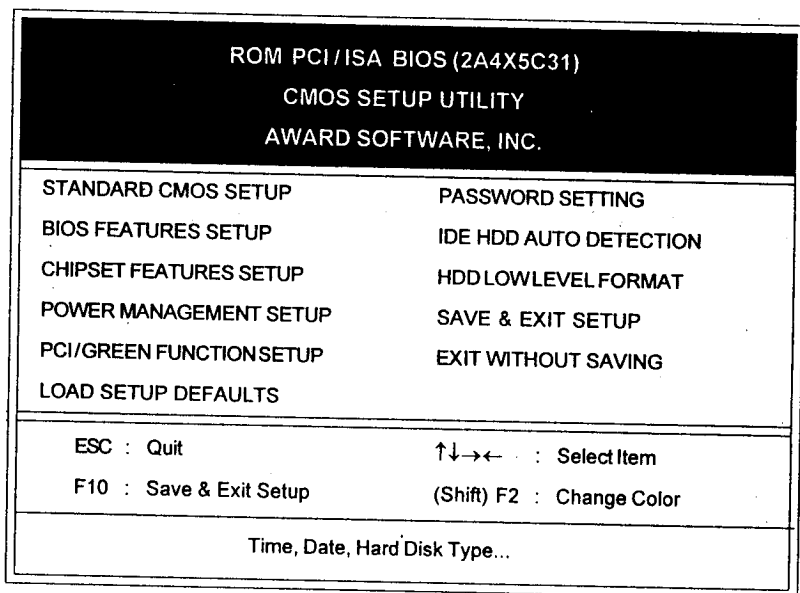 ROM PCI/ISA BIOS (2A4X5C31)
CMOS SETUP UTILITY
AWARD SOFTWARE, INC.
STANDARD CMOS SETUP
BIOS FEATURES SETUP
CHIPSET FEATURES SETUP
POWER MANAGEMENT SETUP
PCI/GREEN FUNCTION SETUP
LOAD SETUP DEFAULTS
PASSWORD SETTING
IDE HDD AUTO DETECTION
HDD LOW LEVEL FORMAT
SAVE & EXIT SETUP
EXIT WITHOUT SAVING
ESC : Quit
F10 : Save & Exit Setup
↑↓→← : Select Item
(Shift) F2 : Change Color
Time, Date, Hard Disk Type...